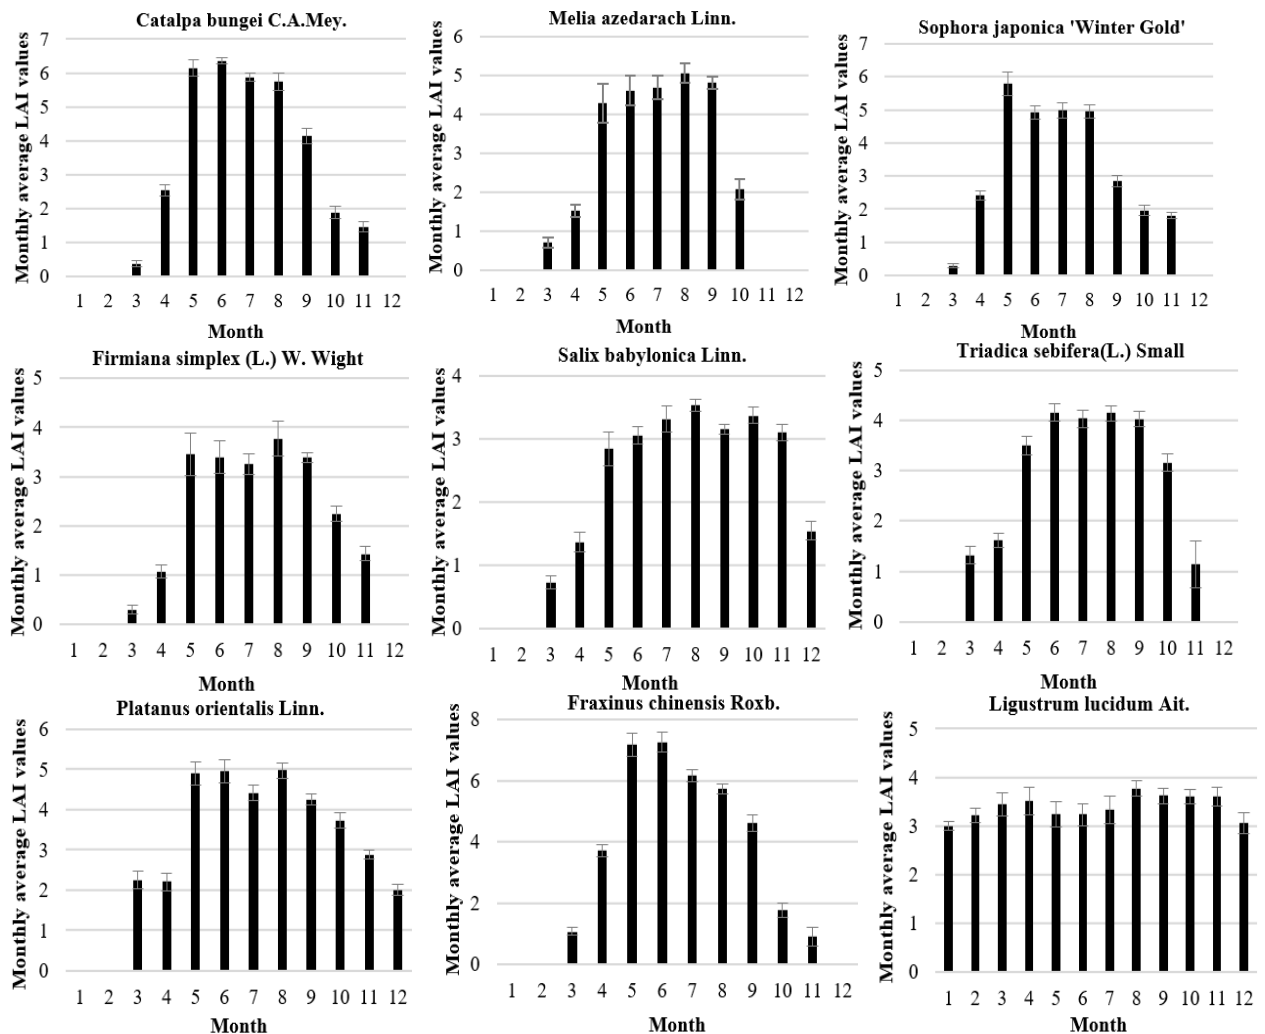 Catalpa bungei C.A.Mey.
Monthly average LAI values
7
6
5
4
3
2
1
0
1 2 3 4 5 6 7 8 9 10 11 12
Month
Melia azedarach Linn.
Monthly average LAI values
6
5
4
3
2
1
0
1 2 3 4 5 6 7 8 9 10 11 12
Month
Sophora japonica 'Winter Gold'
Monthly average LAI values
7
6
5
4
3
2
1
0
1 2 3 4 5 6 7 8 9 10 11 12
Month
Firmiana simplex (L.) W. Wight
Monthly average LAI values
5
4
3
2
1
0
1 2 3 4 5 6 7 8 9 10 11 12
Month
Salix babylonica Linn.
Monthly average LAI values
4
3
2
1
0
1 2 3 4 5 6 7 8 9 10 11 12
Month
Triadica sebifera(L.) Small
Monthly average LAI values
5
4
3
2
1
0
1 2 3 4 5 6 7 8 9 10 11 12
Month
Platanus orientalis Linn.
Monthly average LAI values
6
5
4
3
2
1
0
1 2 3 4 5 6 7 8 9 10 11 12
Month
Fraxinus chinensis Roxb.
Monthly average LAI values
8
6
4
2
0
1 2 3 4 5 6 7 8 9 10 11 12
Month
Ligustrum lucidum Ait.
Monthly average LAI values
5
4
3
2
1
0
1 2 3 4 5 6 7 8 9 10 11 12
Month